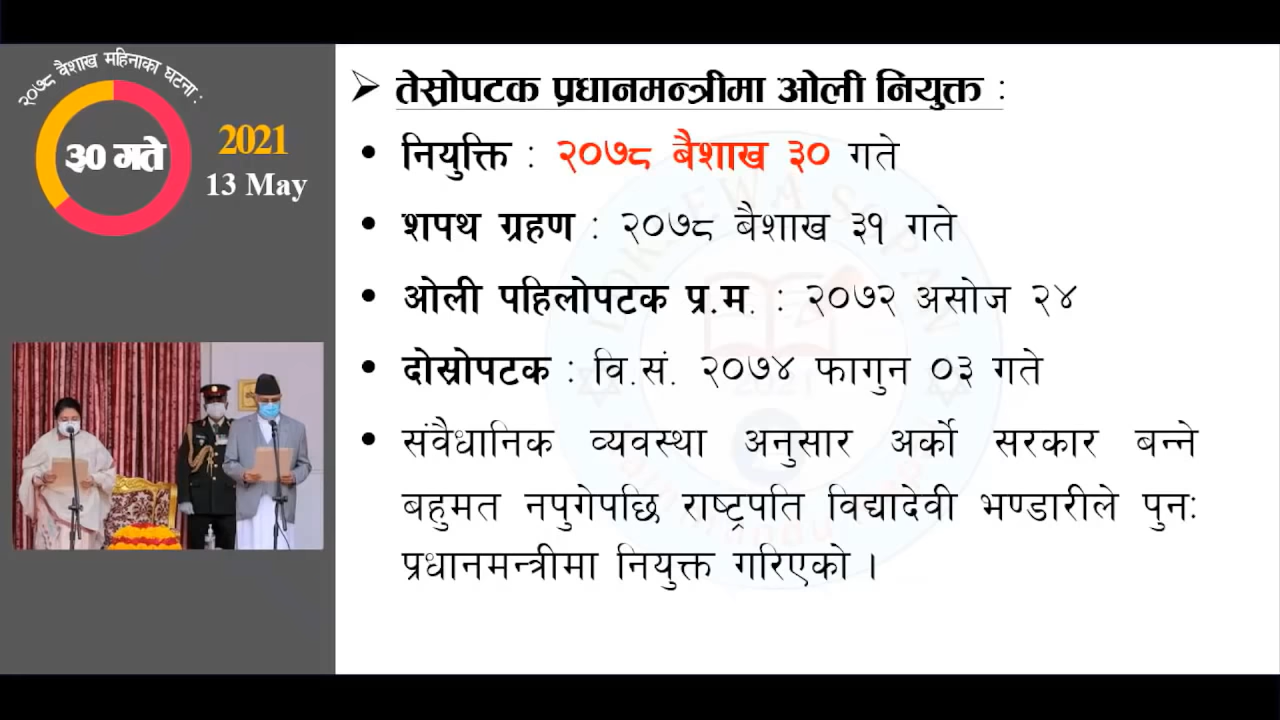 २०७८ वैशाख महिनाका घटना :
३० गते
2021
13 May
➢ तेस्रोपटक प्रधानमन्त्रीमा ओली नियुक्त :
• नियुक्ति : २०७८ बैशाख ३० गते
• शपथ ग्रहण : २०७८ बैशाख ३१ गते
• ओली पहिलोपटक प्र.म. : २०७२ असोज २४
• दोस्रोपटक : वि.सं. २०७४ फागुन ०३ गते
• संवैधानिक व्यवस्था अनुसार अर्को सरकार बन्ने
बहुमत नपुगेपछि राष्ट्रपति विद्यादेवी भण्डारीले पुनः
प्रधानमन्त्रीमा नियुक्त गरिएको ।